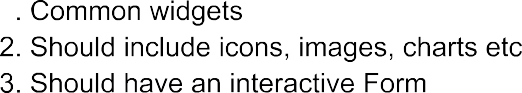 . Common widgets
2. Should include icons, images, charts etc
3. Should have an interactive Form